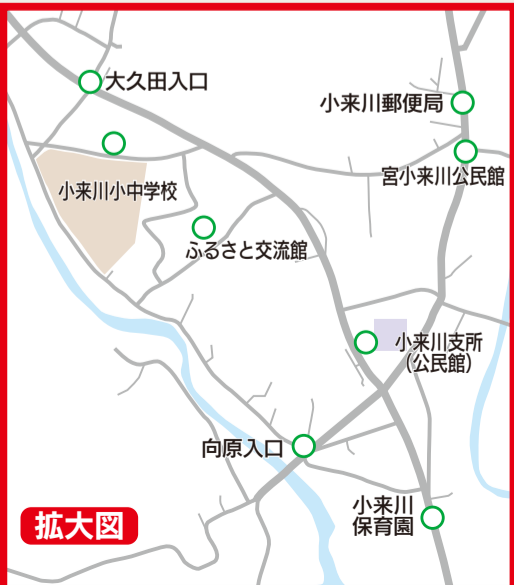 大久田入口
小来川郵便局
宮小来川公民館
小来川小中学校
ふるさと交流館
小来川支所
(公民館)
向原入口
小来川
保育園
拡大図